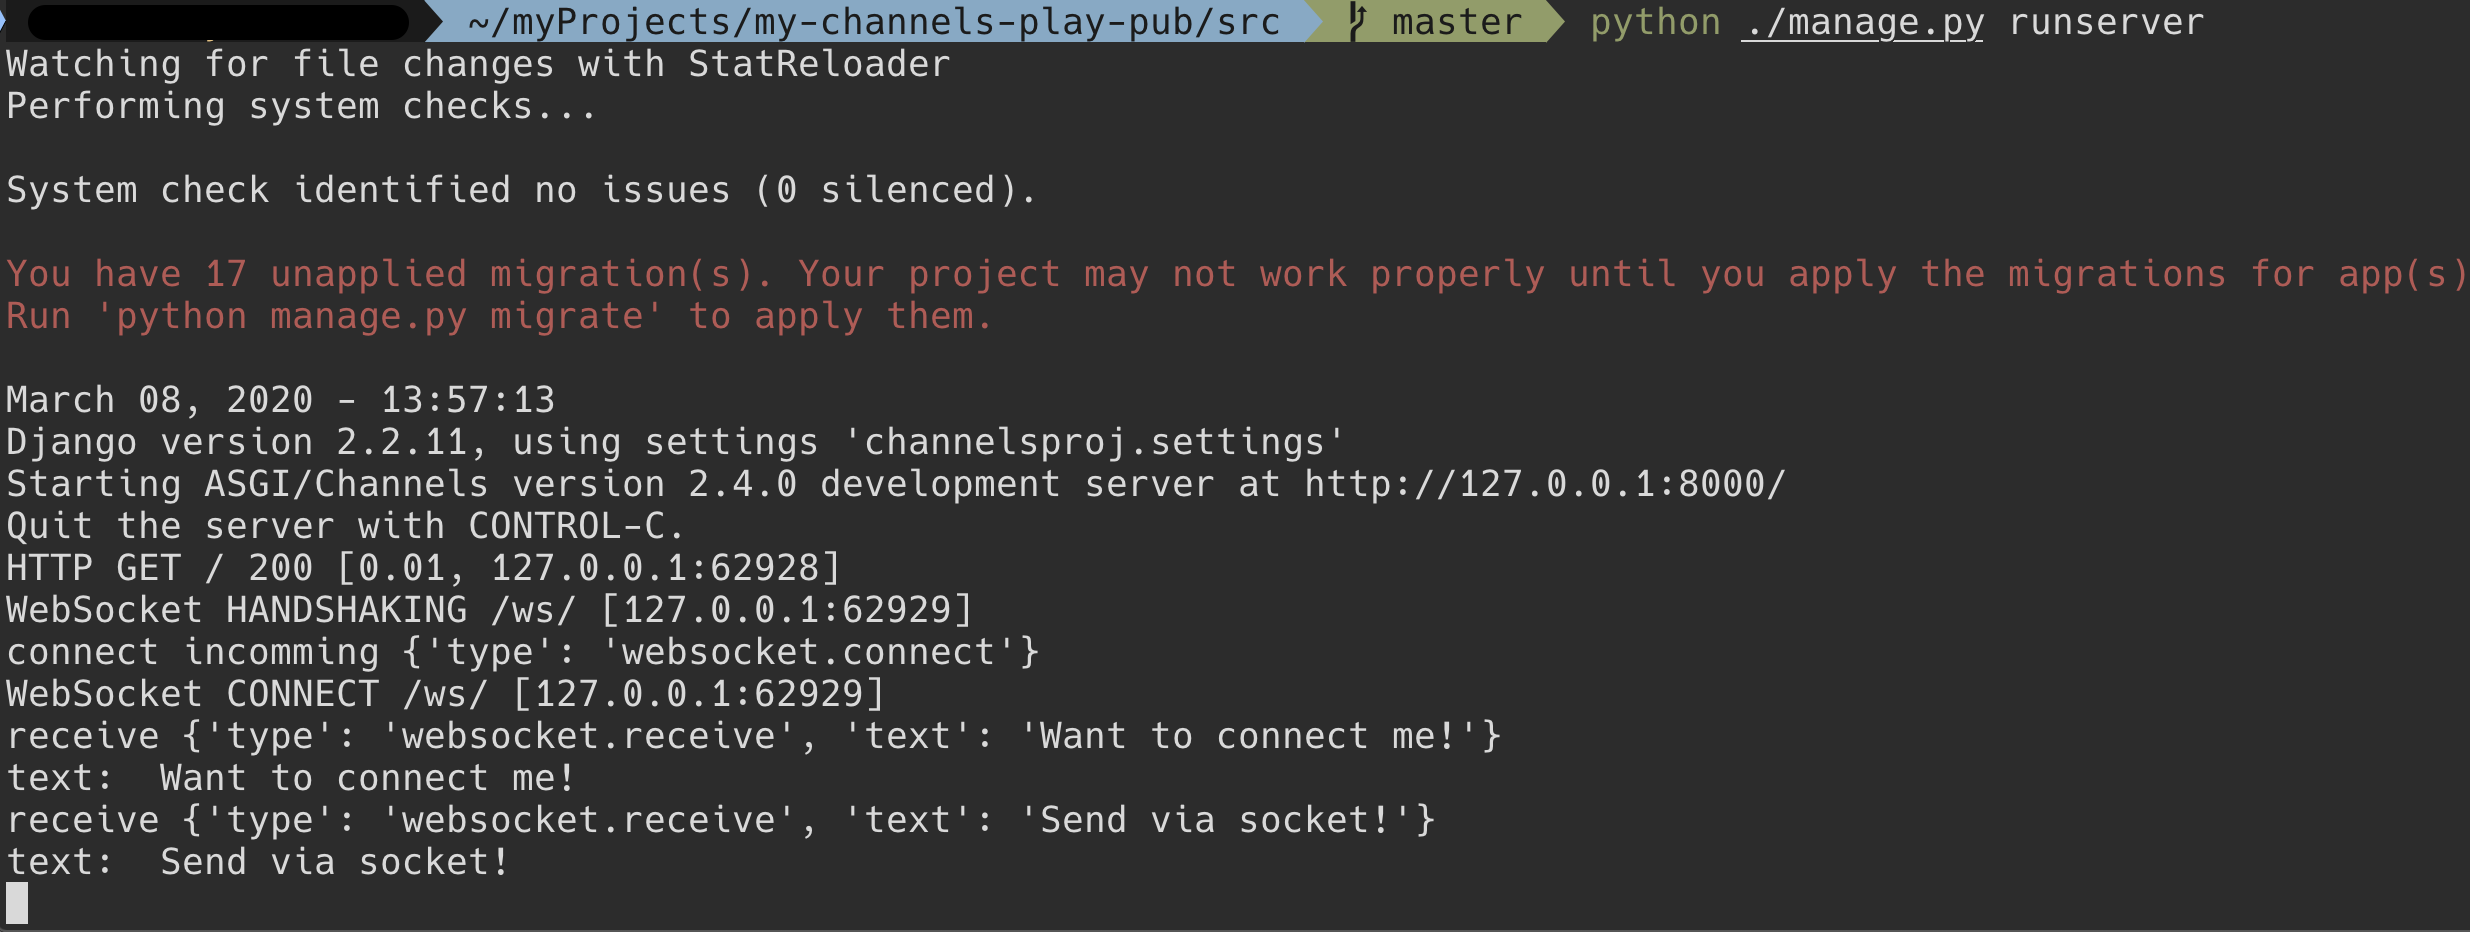 ~/myProjects/my-channels-play-pub/src master python ./manage.py runserver
Watching for file changes with StatReloader
Performing system checks...
System check identified no issues (0 silenced).
You have 17 unapplied migration(s). Your project may not work properly until you apply the migrations for app(s)
Run 'python manage.py migrate' to apply them.
March 08, 2020 - 13:57:13
Django version 2.2.11, using settings 'channelsproj.settings'
Starting ASGI/Channels version 2.4.0 development server at http://127.0.0.1:8000/
Quit the server with CONTROL-C.
HTTP GET / 200 [0.01, 127.0.0.1:62928]
WebSocket HANDSHAKING /ws/ [127.0.0.1:62929]
connect incomming {'type': 'websocket.connect'}
WebSocket CONNECT /ws/ [127.0.0.1:62929]
receive {'type': 'websocket.receive', 'text': 'Want to connect me!'}
text:  Want to connect me!
receive {'type': 'websocket.receive', 'text': 'Send via socket!'}
text:  Send via socket!